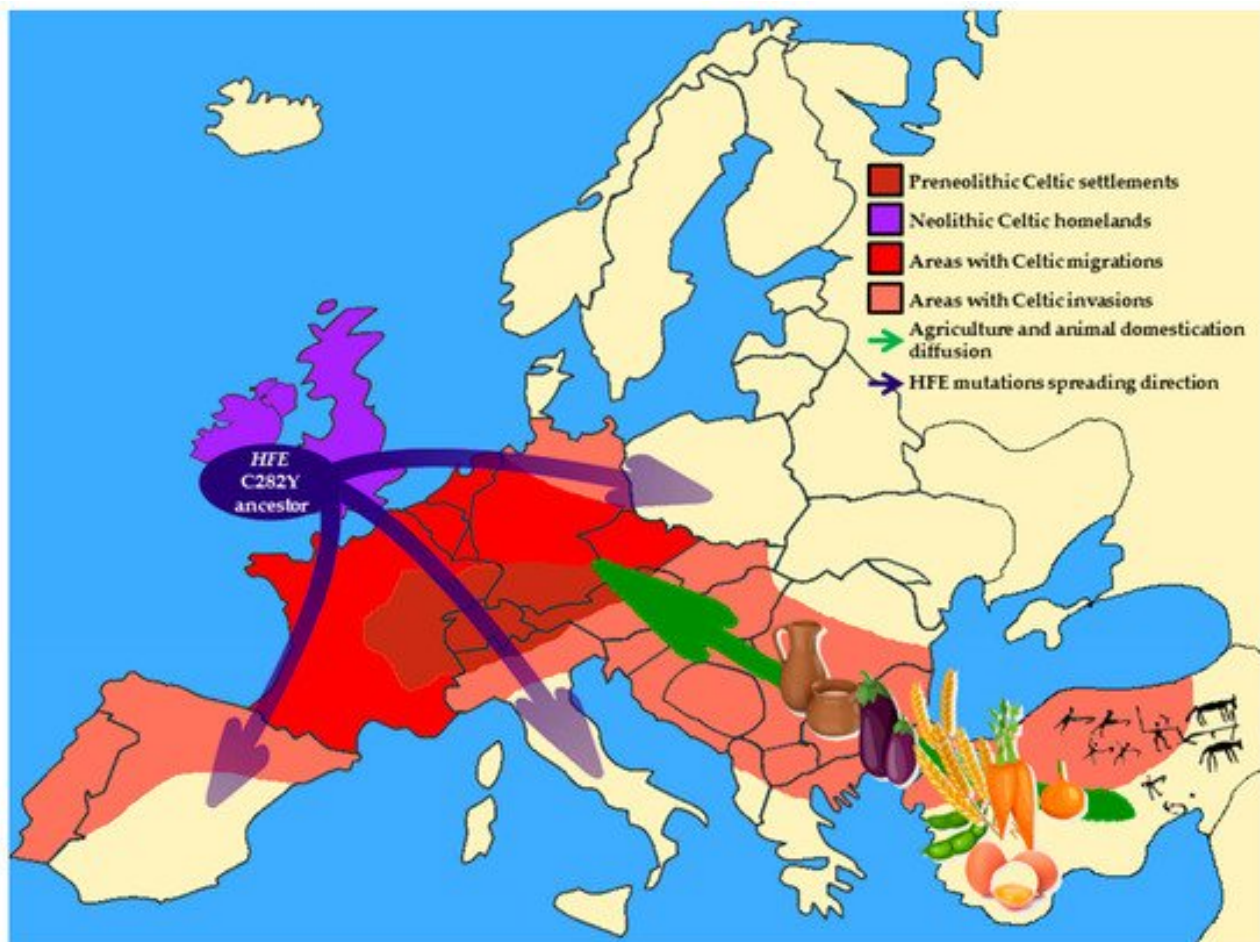 Preneolithic Celtic settlements
Neolithic Celtic homelands
Areas with Celtic migrations
Areas with Celtic invasions
Agriculture and animal domestication
diffusion
HFE mutations spreading direction
HFE
C282Y
ancestor